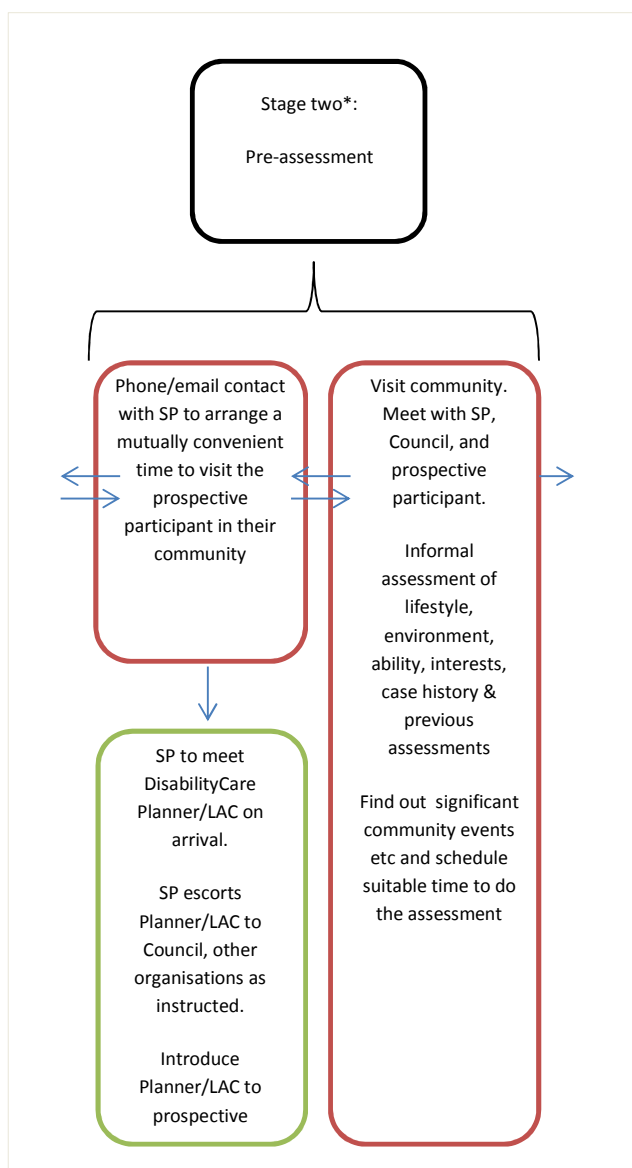 Stage two*:
Pre-assessment
Phone/email contact
with SP to arrange a
mutually convenient
time to visit the
prospective
participant in their
community
SP to meet
DisabilityCare
Planner/LAC on
arrival.
SP escorts
Planner/LAC to
Council, other
organisations as
instructed.
Introduce
Planner/LAC to
prospective
Visit community.
Meet with SP,
Council, and
prospective
participant.
Informal
assessment of
lifestyle,
environment,
ability, interests,
case history &
previous
assessments
Find out  significant
community events
etc and schedule
suitable time to do
the assessment